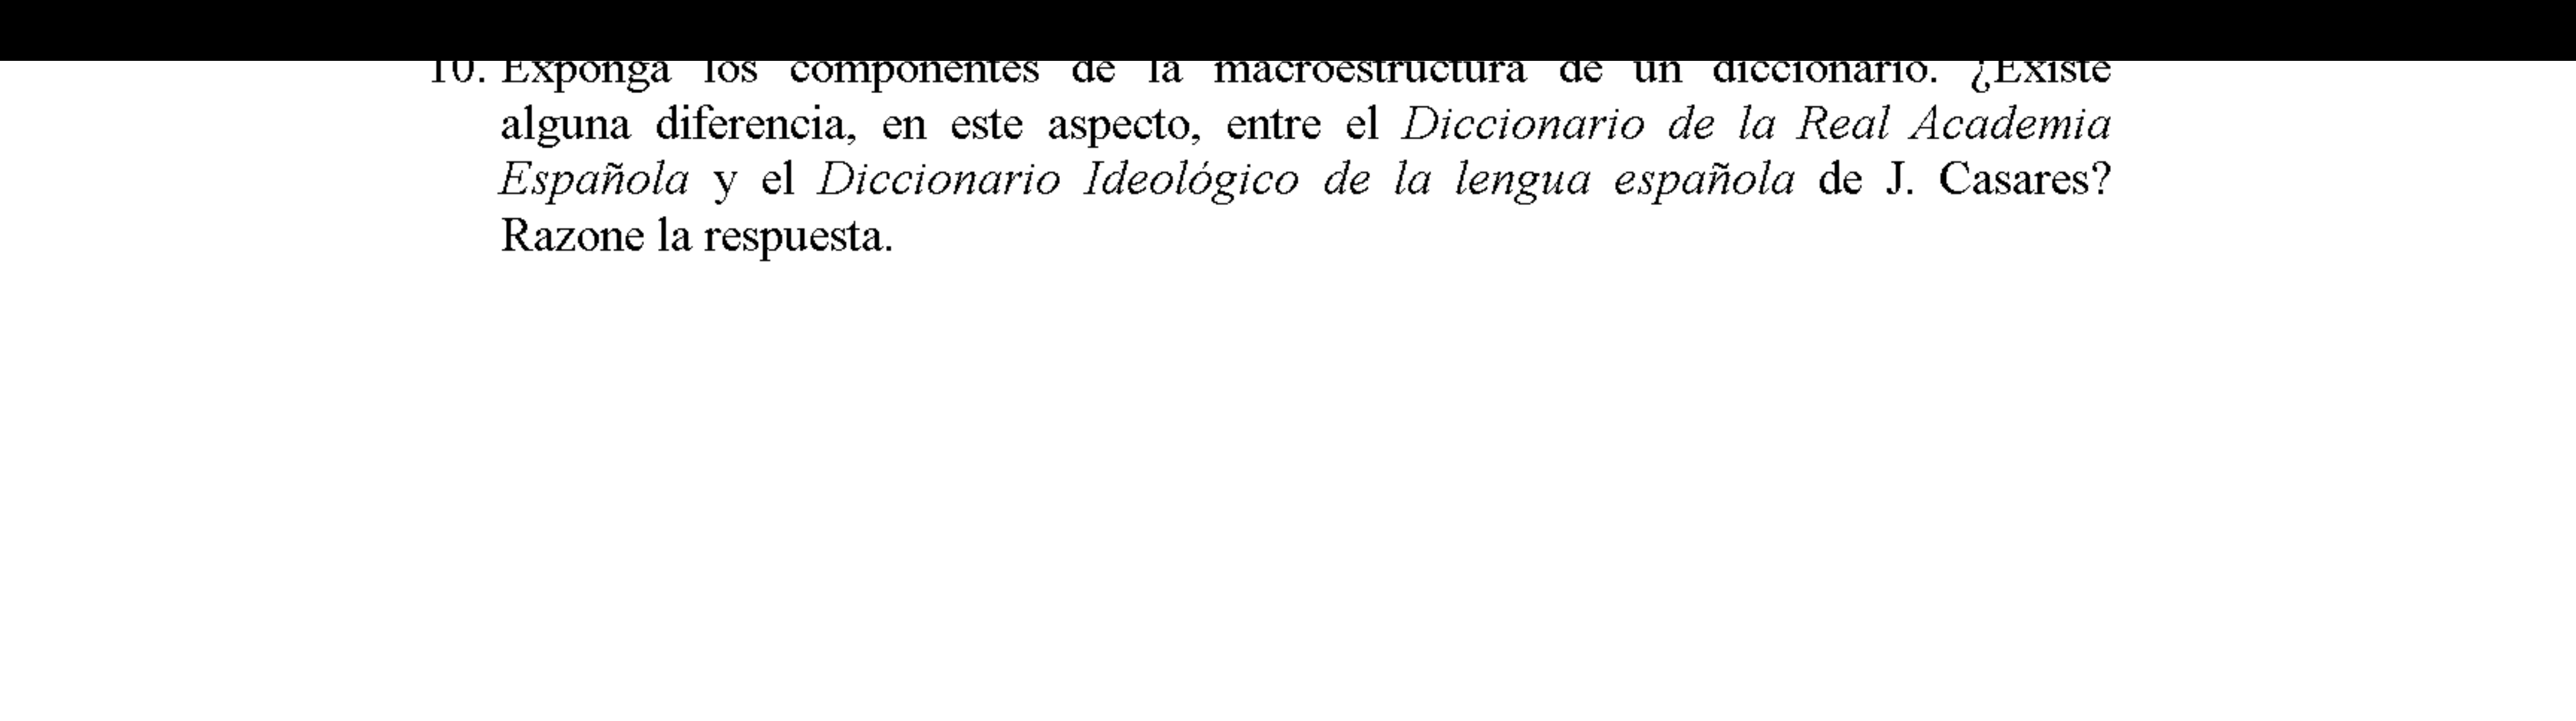 10. Exponga los componentes de la macroestructura de un diccionario. ¿Existe
alguna diferencia, en este aspecto, entre el Diccionario de la Real Academia
Española y el Diccionario Ideológico de la lengua española de J. Casares?
Razone la respuesta.